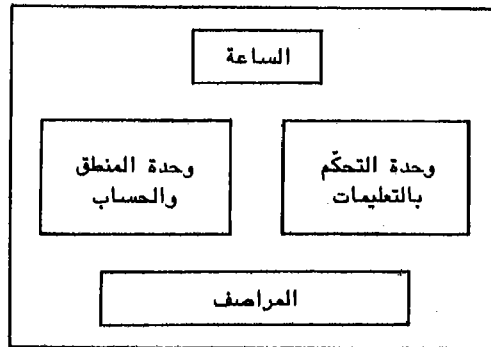 الساعة
وحدة التحكّم
بالتعليمات
وحدة المنطق
والحساب
المراصف